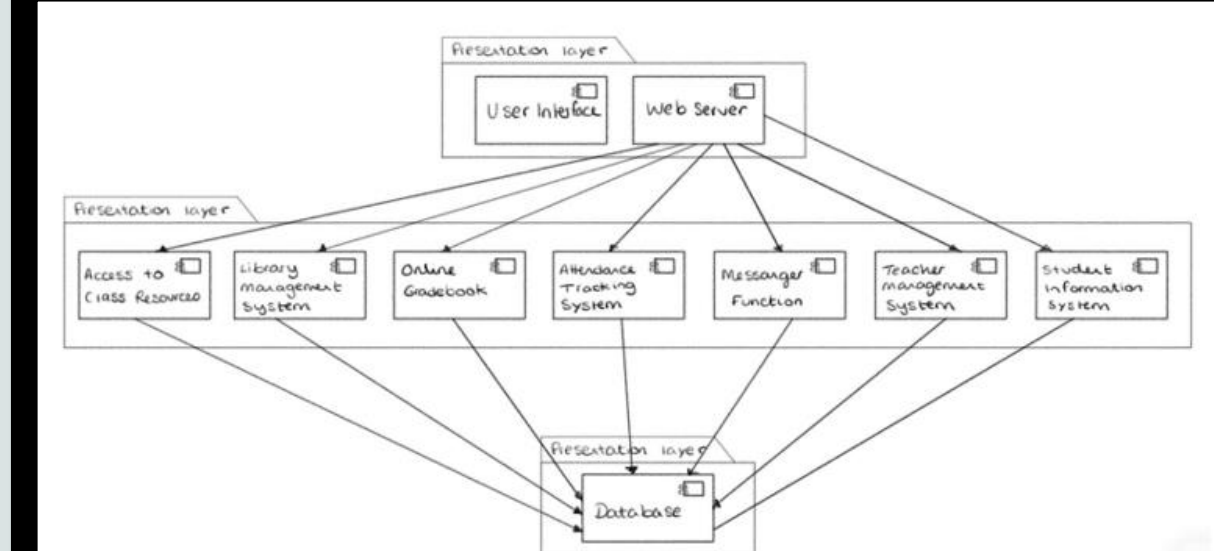 Presentation layer
User Interface
Web Server
Presentation layer
Access to
Class Resources
Library
management
System
Online
Gradebook
Attendance
Tracking
System
Messanger
Function
Teacher
management
System
Student
Information
System
Presentation layer
Database